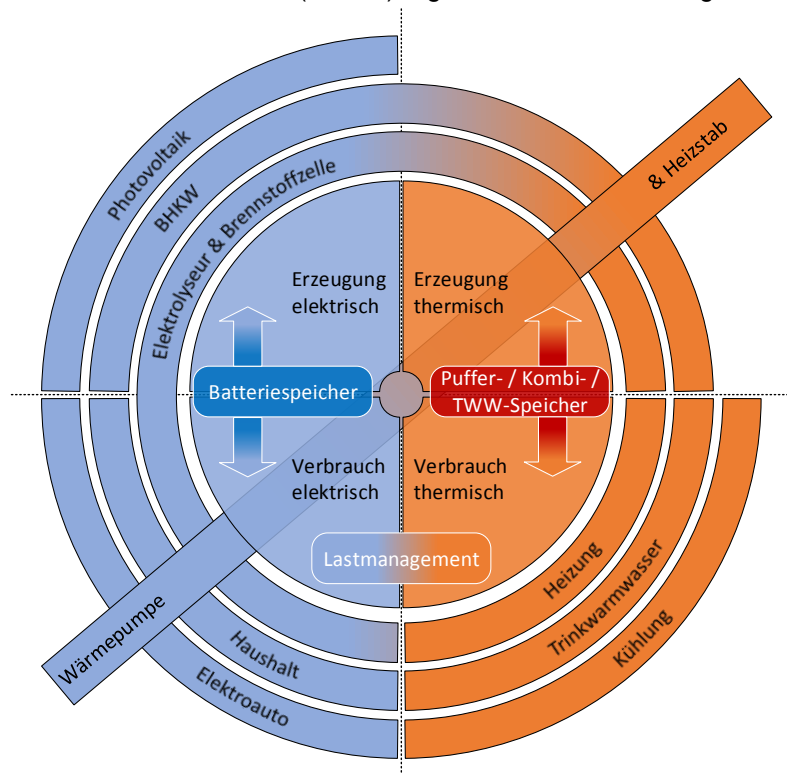 Photovoltaik
BHKW
Elektrolyseur & Brennstoffzelle
& Heizstab
Erzeugung
elektrisch
Erzeugung
thermisch
Batteriespeicher
Puffer- / Kombi- /
TWW-Speicher
Verbrauch
elektrisch
Verbrauch
thermisch
Lastmanagement
Wärmepumpe
Haushalt
Elektroauto
Heizung
Trinkwarmwasser
Kühlung